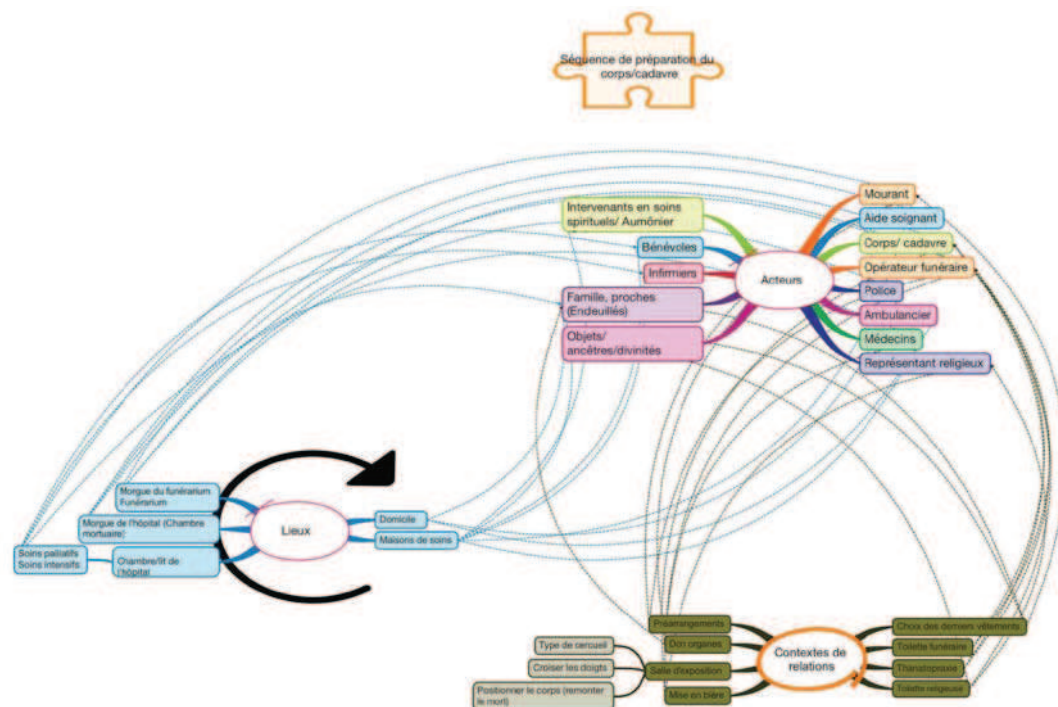 Séquence de préparation du
corps/cadavre
Intervenants en soins
spirituels/ Aumônier
Bénévoles
Infirmiers
Famille, proches
(Endeuillés)
Objets/
ancêtres/divinités
Acteurs
Mourant
Aide soignant
Corps/ cadavre
Opérateur funéraire
Police
Ambulancier
Médecins
Représentant religieux
Morgue du funérarium
Funérarium
Morgue de l'hôpital (Chambre
mortuaire)
Soins palliatifs
Soins intensifs
Chambre/lit de
l'hôpital
Lieux
Domicile
Maisons de soins
Préarrangements
Don organes
Salle d'exposition
Mise en bière
Type de cercueil
Croiser les doigts
Positionner le corps (remonter
le mort)
Contextes de
relations
Choix des derniers vêtements
Toilette funéraire
Thanatopraxie
Toilette religieuse